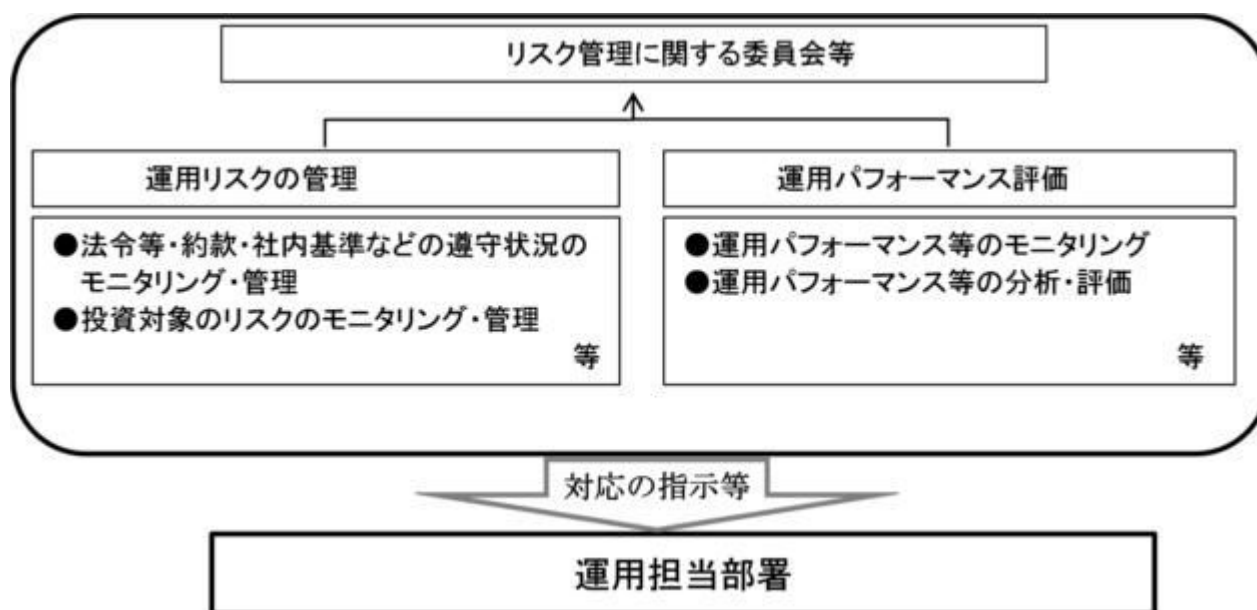 リスク管理に関する委員会等
運用リスクの管理
●法令等・約款・社内基準などの遵守状況の
モニタリング・管理
●投資対象のリスクのモニタリング・管理
等
運用パフォーマンス評価
●運用パフォーマンス等のモニタリング
●運用パフォーマンス等の分析・評価
等
対応の指示等
運用担当部署